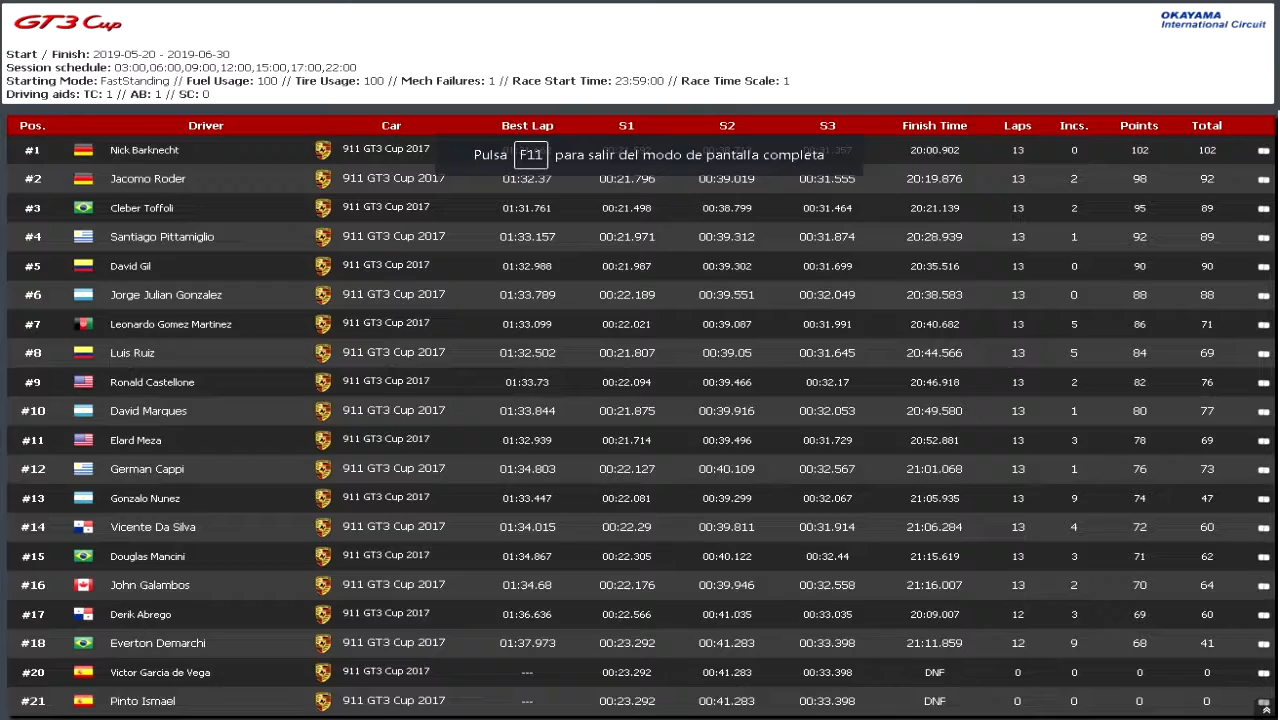 GT3 Cup
OKAYAMA
International Circuit
Start / Finish: 2019-05-20 - 2019-06-30
Session schedule: 03:00,06:00,09:00,12:00,15:00,17:00,22:00
Starting Mode: FastStanding // Fuel Usage: 100 // Tire Usage: 100 // Mech Failures: 1 // Race Start Time: 23:59:00 // Race Time Scale: 1
Driving aids: TC: 1 // AB: 1 // SC: 0
Pos. Driver Car Best Lap S1 S2 S3 Finish Time Laps Incs. Points Total
#1 Nick Barknecht 911 GT3 Cup 2017 20:00.902 13 0 102 102
Pulsa F11 para salir del modo de pantalla completa
#2 Jacomo Roder 911 GT3 Cup 2017 01:32.37 00:21.796 00:39.019 00:31.555 20:19.876 13 2 98 92
#3 Cleber Toffoli 911 GT3 Cup 2017 01:31.761 00:21.498 00:38.799 00:31.464 20:21.139 13 2 95 89
#4 Santiago Pittamiglio 911 GT3 Cup 2017 01:33.157 00:21.971 00:39.312 00:31.874 20:28.939 13 1 92 89
#5 David Gil 911 GT3 Cup 2017 01:32.988 00:21.987 00:39.302 00:31.699 20:35.516 13 0 90 90
#6 Jorge Julian Gonzalez 911 GT3 Cup 2017 01:33.789 00:22.189 00:39.551 00:32.049 20:38.583 13 0 88 88
#7 Leonardo Gomez Martinez 911 GT3 Cup 2017 01:33.099 00:22.021 00:39.087 00:31.991 20:40.682 13 5 86 71
#8 Luis Ruiz 911 GT3 Cup 2017 01:32.502 00:21.807 00:39.05 00:31.645 20:44.566 13 5 84 69
#9 Ronald Castellone 911 GT3 Cup 2017 01:33.73 00:22.094 00:39.466 00:32.17 20:46.918 13 2 82 76
#10 David Marques 911 GT3 Cup 2017 01:33.844 00:21.875 00:39.916 00:32.053 20:49.580 13 1 80 77
#11 Elard Meza 911 GT3 Cup 2017 01:32.939 00:21.714 00:39.496 00:31.729 20:52.881 13 3 78 69
#12 German Cappi 911 GT3 Cup 2017 01:34.803 00:22.127 00:40.109 00:32.567 21:01.068 13 1 76 73
#13 Gonzalo Nunez 911 GT3 Cup 2017 01:33.447 00:22.081 00:39.299 00:32.067 21:05.935 13 9 74 47
#14 Vicente Da Silva 911 GT3 Cup 2017 01:34.015 00:22.29 00:39.811 00:31.914 21:06.284 13 4 72 60
#15 Douglas Mancini 911 GT3 Cup 2017 01:34.867 00:22.305 00:40.122 00:32.44 21:15.619 13 3 71 62
#16 John Galambos 911 GT3 Cup 2017 01:34.68 00:22.176 00:39.946 00:32.558 21:16.007 13 2 70 64
#17 Derik Abrego 911 GT3 Cup 2017 01:36.636 00:22.566 00:41.035 00:33.035 20:09.007 12 3 69 60
#18 Everton Demarchi 911 GT3 Cup 2017 01:37.973 00:23.292 00:41.283 00:33.398 21:11.859 12 9 68 41
#20 Victor Garcia de Vega 911 GT3 Cup 2017 --- 00:23.292 00:41.283 00:33.398 DNF 0 0 0 0
#21 Pinto Ismael 911 GT3 Cup 2017 --- 00:23.292 00:41.283 00:33.398 DNF 0 0 0 0